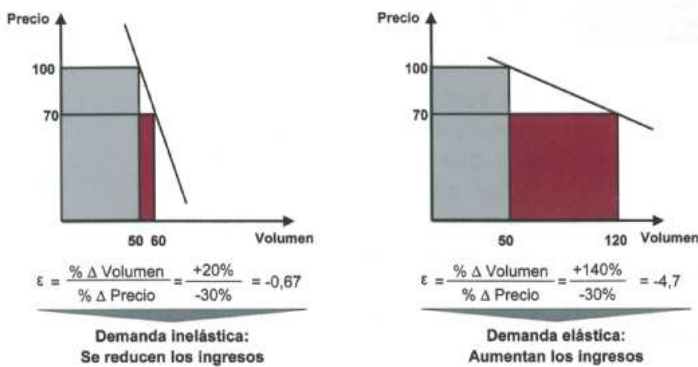 Precio
100
70
50 60 Volumen
ε = % Δ Volumen / % Δ Precio = +20% / -30% = -0,67
Demanda inelástica:
Se reducen los ingresos
Precio
100
70
50 120 Volumen
ε = % Δ Volumen / % Δ Precio = +140% / -30% = -4,7
Demanda elástica:
Aumentan los ingresos